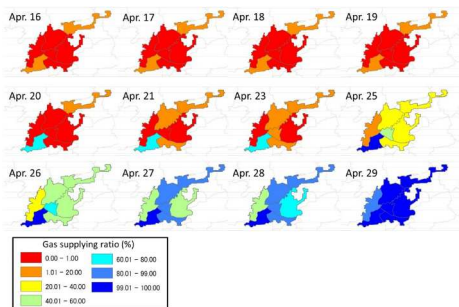 Apr. 16 Apr. 17 Apr. 18 Apr. 19
Apr. 20 Apr. 21 Apr. 23 Apr. 25
Apr. 26 Apr. 27 Apr. 28 Apr. 29
Gas supplying ratio (%)
0.00 - 1.00 60.01 - 80.00
1.01 - 20.00 80.01 - 99.00
20.01 - 40.00 99.01 - 100.00
40.01 - 60.00